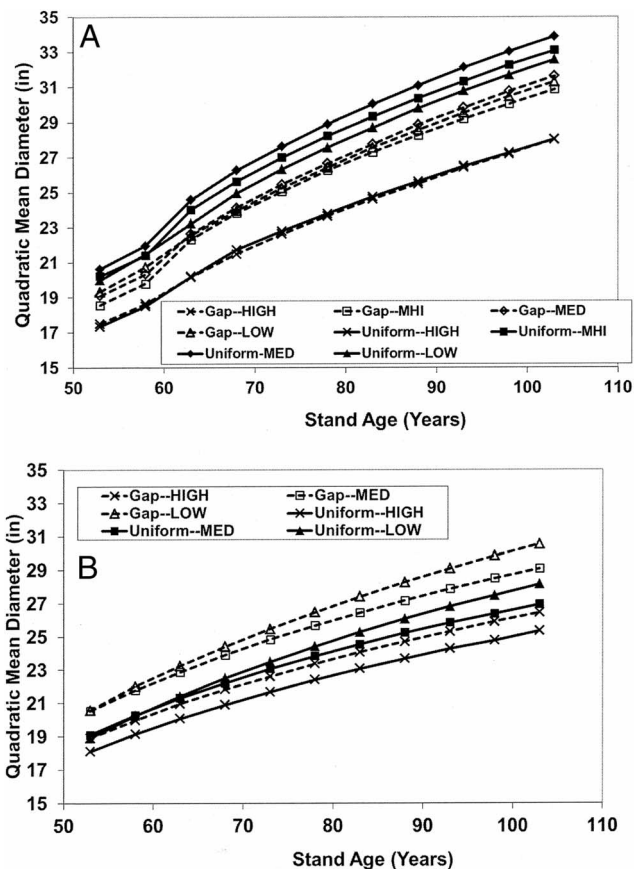 A
Quadratic Mean Diameter (in)
35
33
31
29
27
25
23
21
19
17
15
Gap--HIGH Gap--MHI Gap--MED
Gap--LOW Uniform--HIGH Uniform--MHI
Uniform-MED Uniform--LOW
50 60 70 80 90 100 110
Stand Age (Years)
B
Quadratic Mean Diameter (in)
35
33
31
29
27
25
23
21
19
17
15
Gap--HIGH Gap--MED
Gap--LOW Uniform--HIGH
Uniform--MED Uniform--LOW
50 60 70 80 90 100 110
Stand Age (Years)